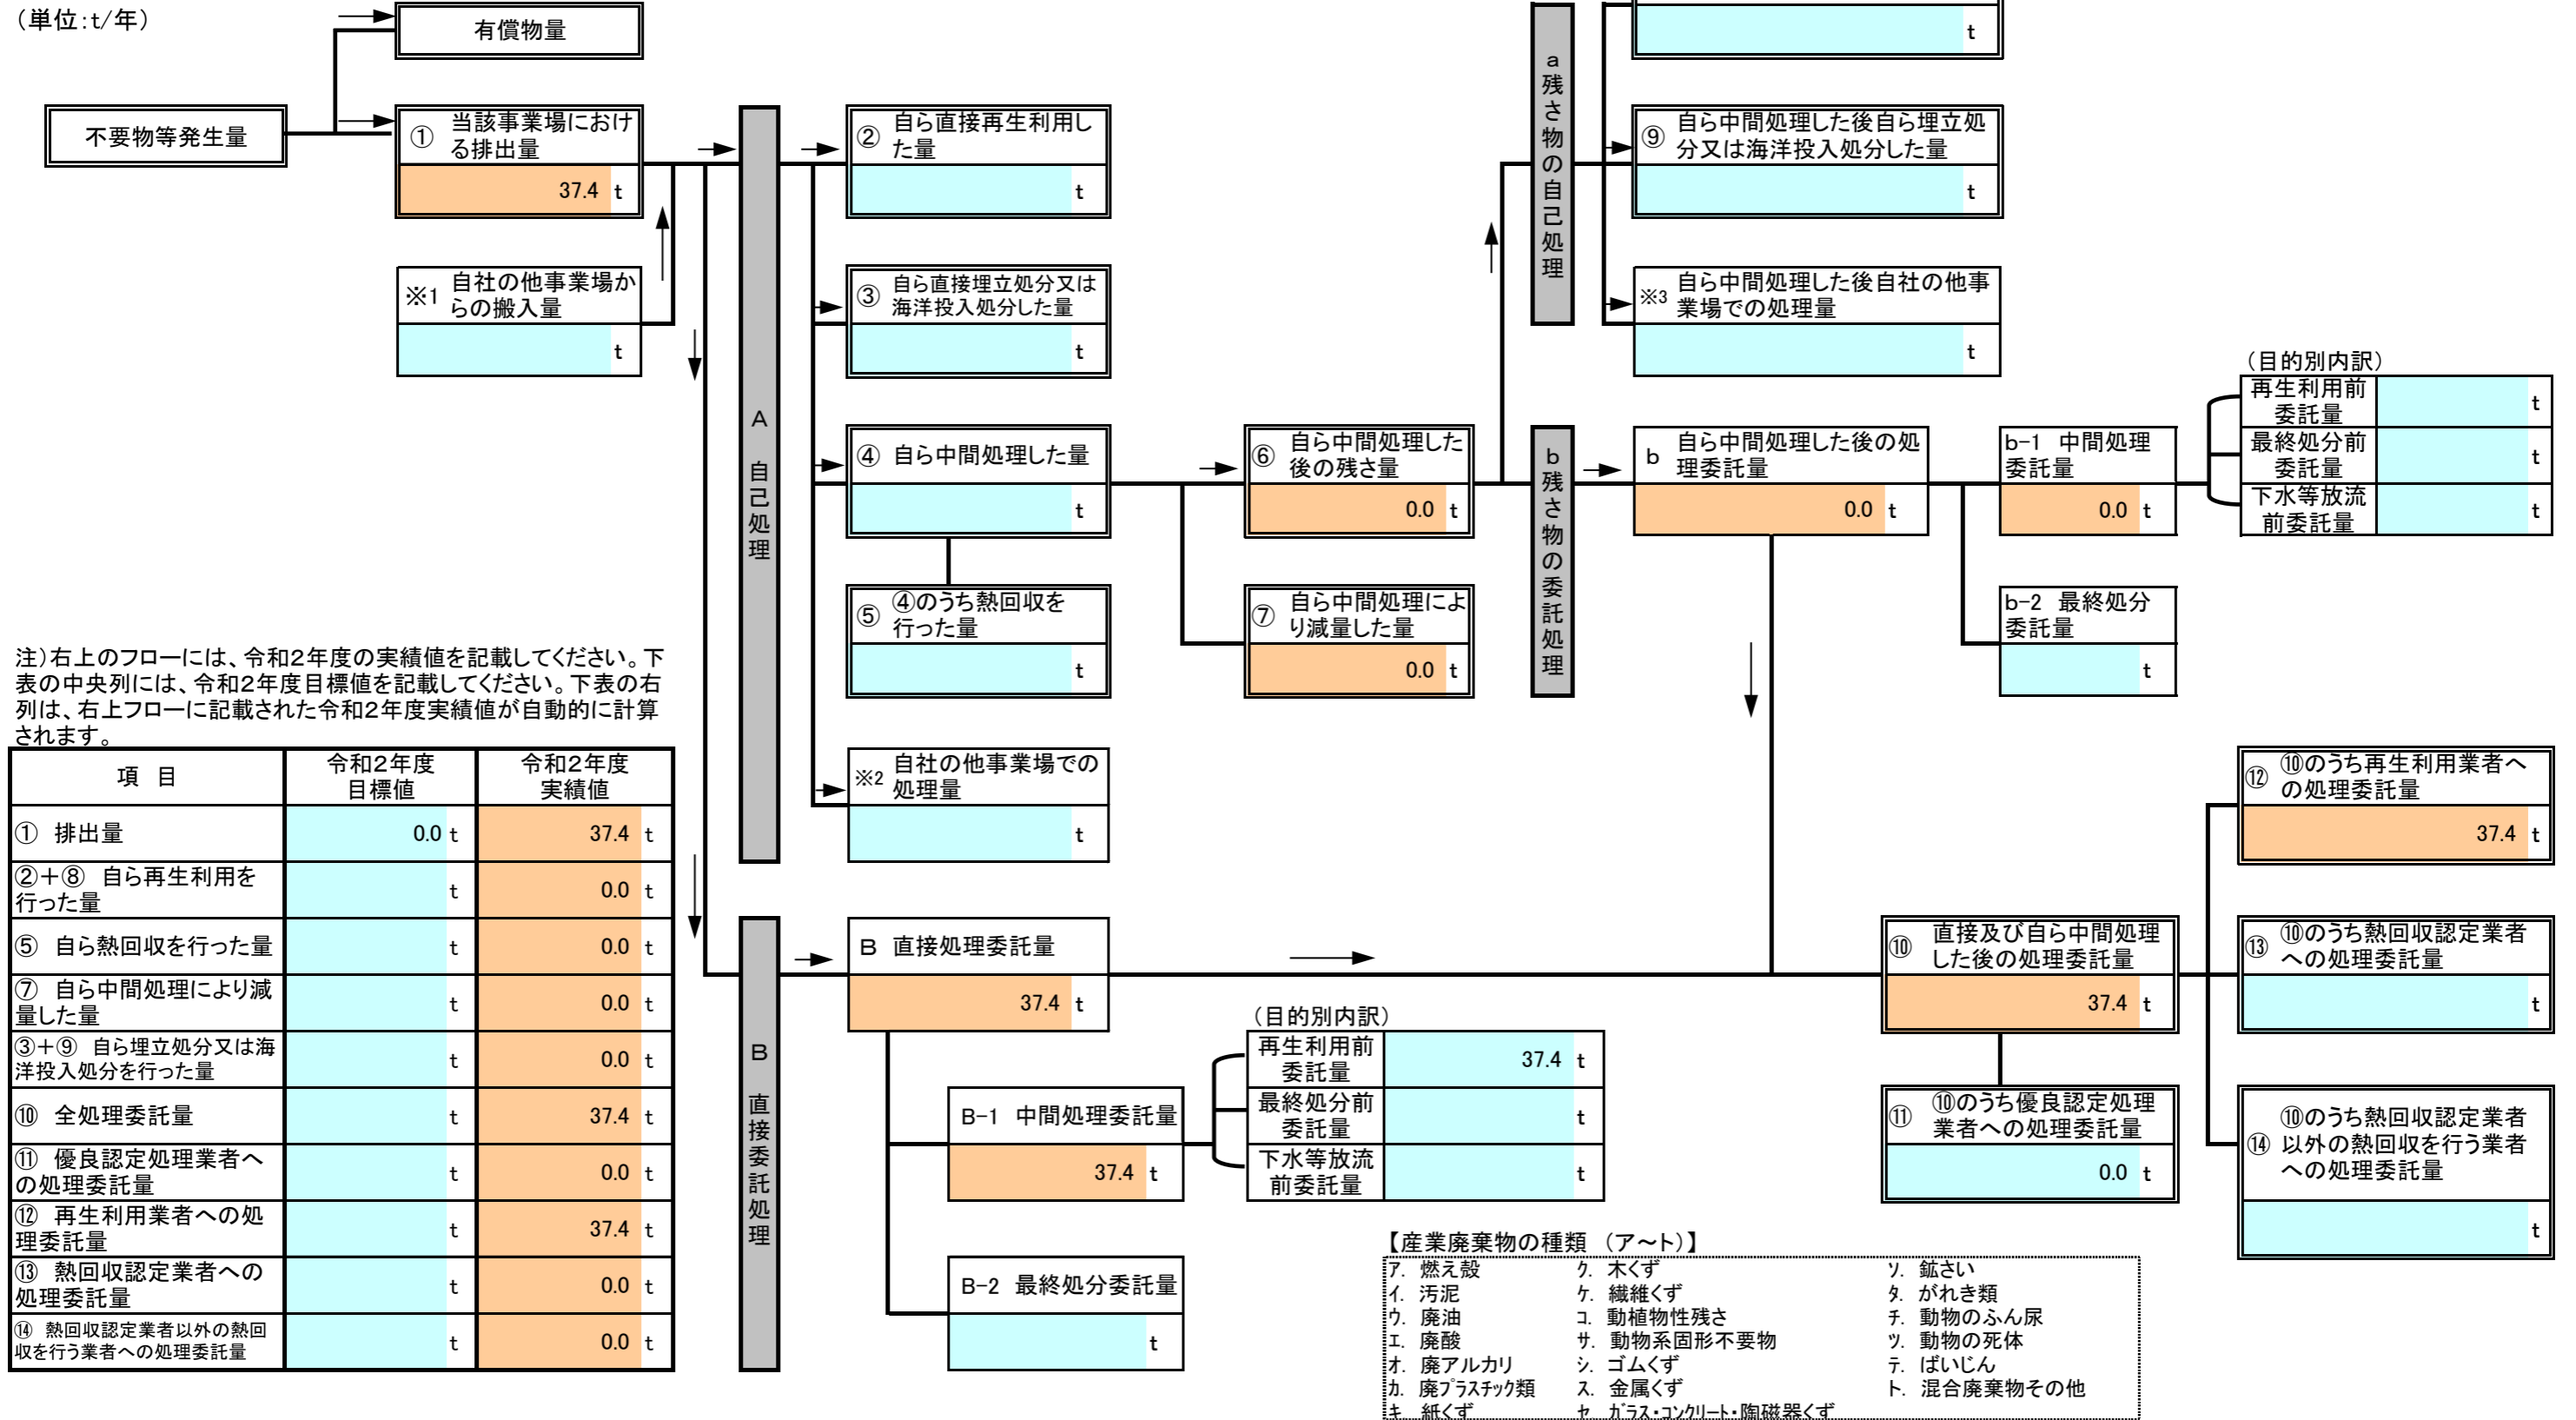 (単位:t/年)
有償物量
不要物等発生量
① 当該事業場におけ
る排出量
37.4 t
※1 自社の他事業場か
らの搬入量
t
A 自己処理
② 自ら直接再生利用し
た量
t
③ 自ら直接埋立処分又は
海洋投入処分した量
t
④ 自ら中間処理した量
t
⑤ ④のうち熱回収を
行った量
t
※2 自社の他事業場での
処理量
t
⑥ 自ら中間処理した
後の残さ量
0.0 t
⑦ 自ら中間処理によ
り減量した量
0.0 t
a 残さ物の自己処理
t
⑨ 自ら中間処理した後自ら埋立処
分又は海洋投入処分した量
t
※3 自ら中間処理した後自社の他事
業場での処理量
t
b 残さ物の委託処理
b 自ら中間処理した後の処
理委託量
0.0 t
b-1 中間処理
委託量
0.0 t
b-2 最終処分
委託量
t
(目的別内訳)
再生利用前
委託量
t
最終処分前
委託量
t
下水等放流
前委託量
t
注)右上のフローには、令和2年度の実績値を記載してください。下
表の中央列には、令和2年度目標値を記載してください。下表の右
列は、右上フローに記載された令和2年度実績値が自動的に計算
されます。
項 目 令和2年度 目標値 令和2年度 実績値
① 排出量 0.0 t 37.4 t
②+⑧ 自ら再生利用を
行った量 t 0.0 t
⑤ 自ら熱回収を行った量 t 0.0 t
⑦ 自ら中間処理により減
量した量 t 0.0 t
③+⑨ 自ら埋立処分又は海
洋投入処分を行った量 t 0.0 t
⑩ 全処理委託量 t 37.4 t
⑪ 優良認定処理業者へ
の処理委託量 t 0.0 t
⑫ 再生利用業者への処
理委託量 t 37.4 t
⑬ 熱回収認定業者への
処理委託量 t 0.0 t
⑭ 熱回収認定業者以外の熱回
収を行う業者への処理委託量 t 0.0 t
B 直接委託処理
B 直接処理委託量
37.4 t
B-1 中間処理委託量
37.4 t
B-2 最終処分委託量
t
(目的別内訳)
再生利用前
委託量
37.4 t
最終処分前
委託量
t
下水等放流
前委託量
t
⑩ 直接及び自ら中間処理
した後の処理委託量
37.4 t
⑪ ⑩のうち優良認定処理
業者への処理委託量
0.0 t
⑫ ⑩のうち再生利用業者へ
の処理委託量
37.4 t
⑬ ⑩のうち熱回収認定業者
への処理委託量
t
⑭ ⑩のうち熱回収認定業者
以外の熱回収を行う業者
への処理委託量
t
【産業廃棄物の種類 (ア~ト)】
ア. 燃え殻 ク. 木くず ソ. 鉱さい
イ. 汚泥 ケ. 繊維くず タ. がれき類
ウ. 廃油 コ. 動植物性残さ チ. 動物のふん尿
エ. 廃酸 サ. 動物系固形不要物 ツ. 動物の死体
オ. 廃アルカリ シ. ゴムくず テ. ばいじん
カ. 廃プラスチック類 ス. 金属くず ト. 混合廃棄物その他
キ. 紙くず セ. ガラス・コンクリート・陶磁器くず